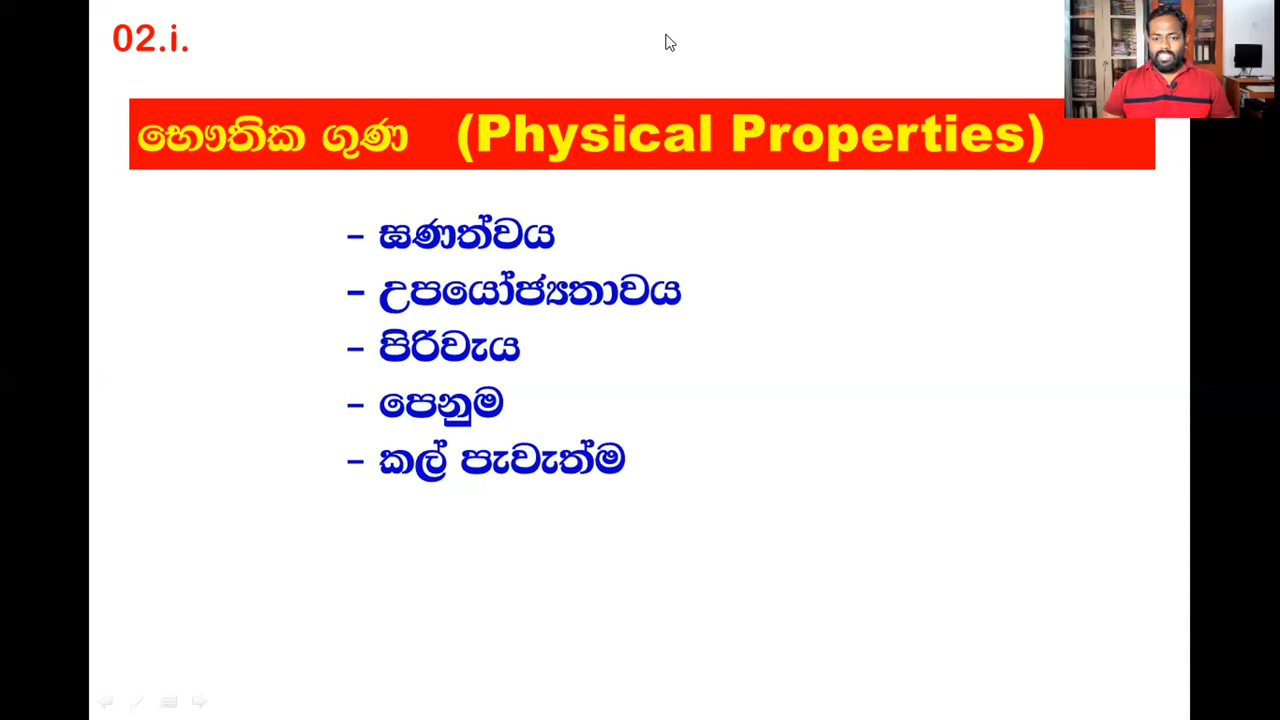 02.i.
භෞතික ගුණ (Physical Properties)
- ඝණත්වය
- උපයෝජ්‍යතාවය
- පිරිවැය
- පෙනුම
- කල් පැවැත්ම